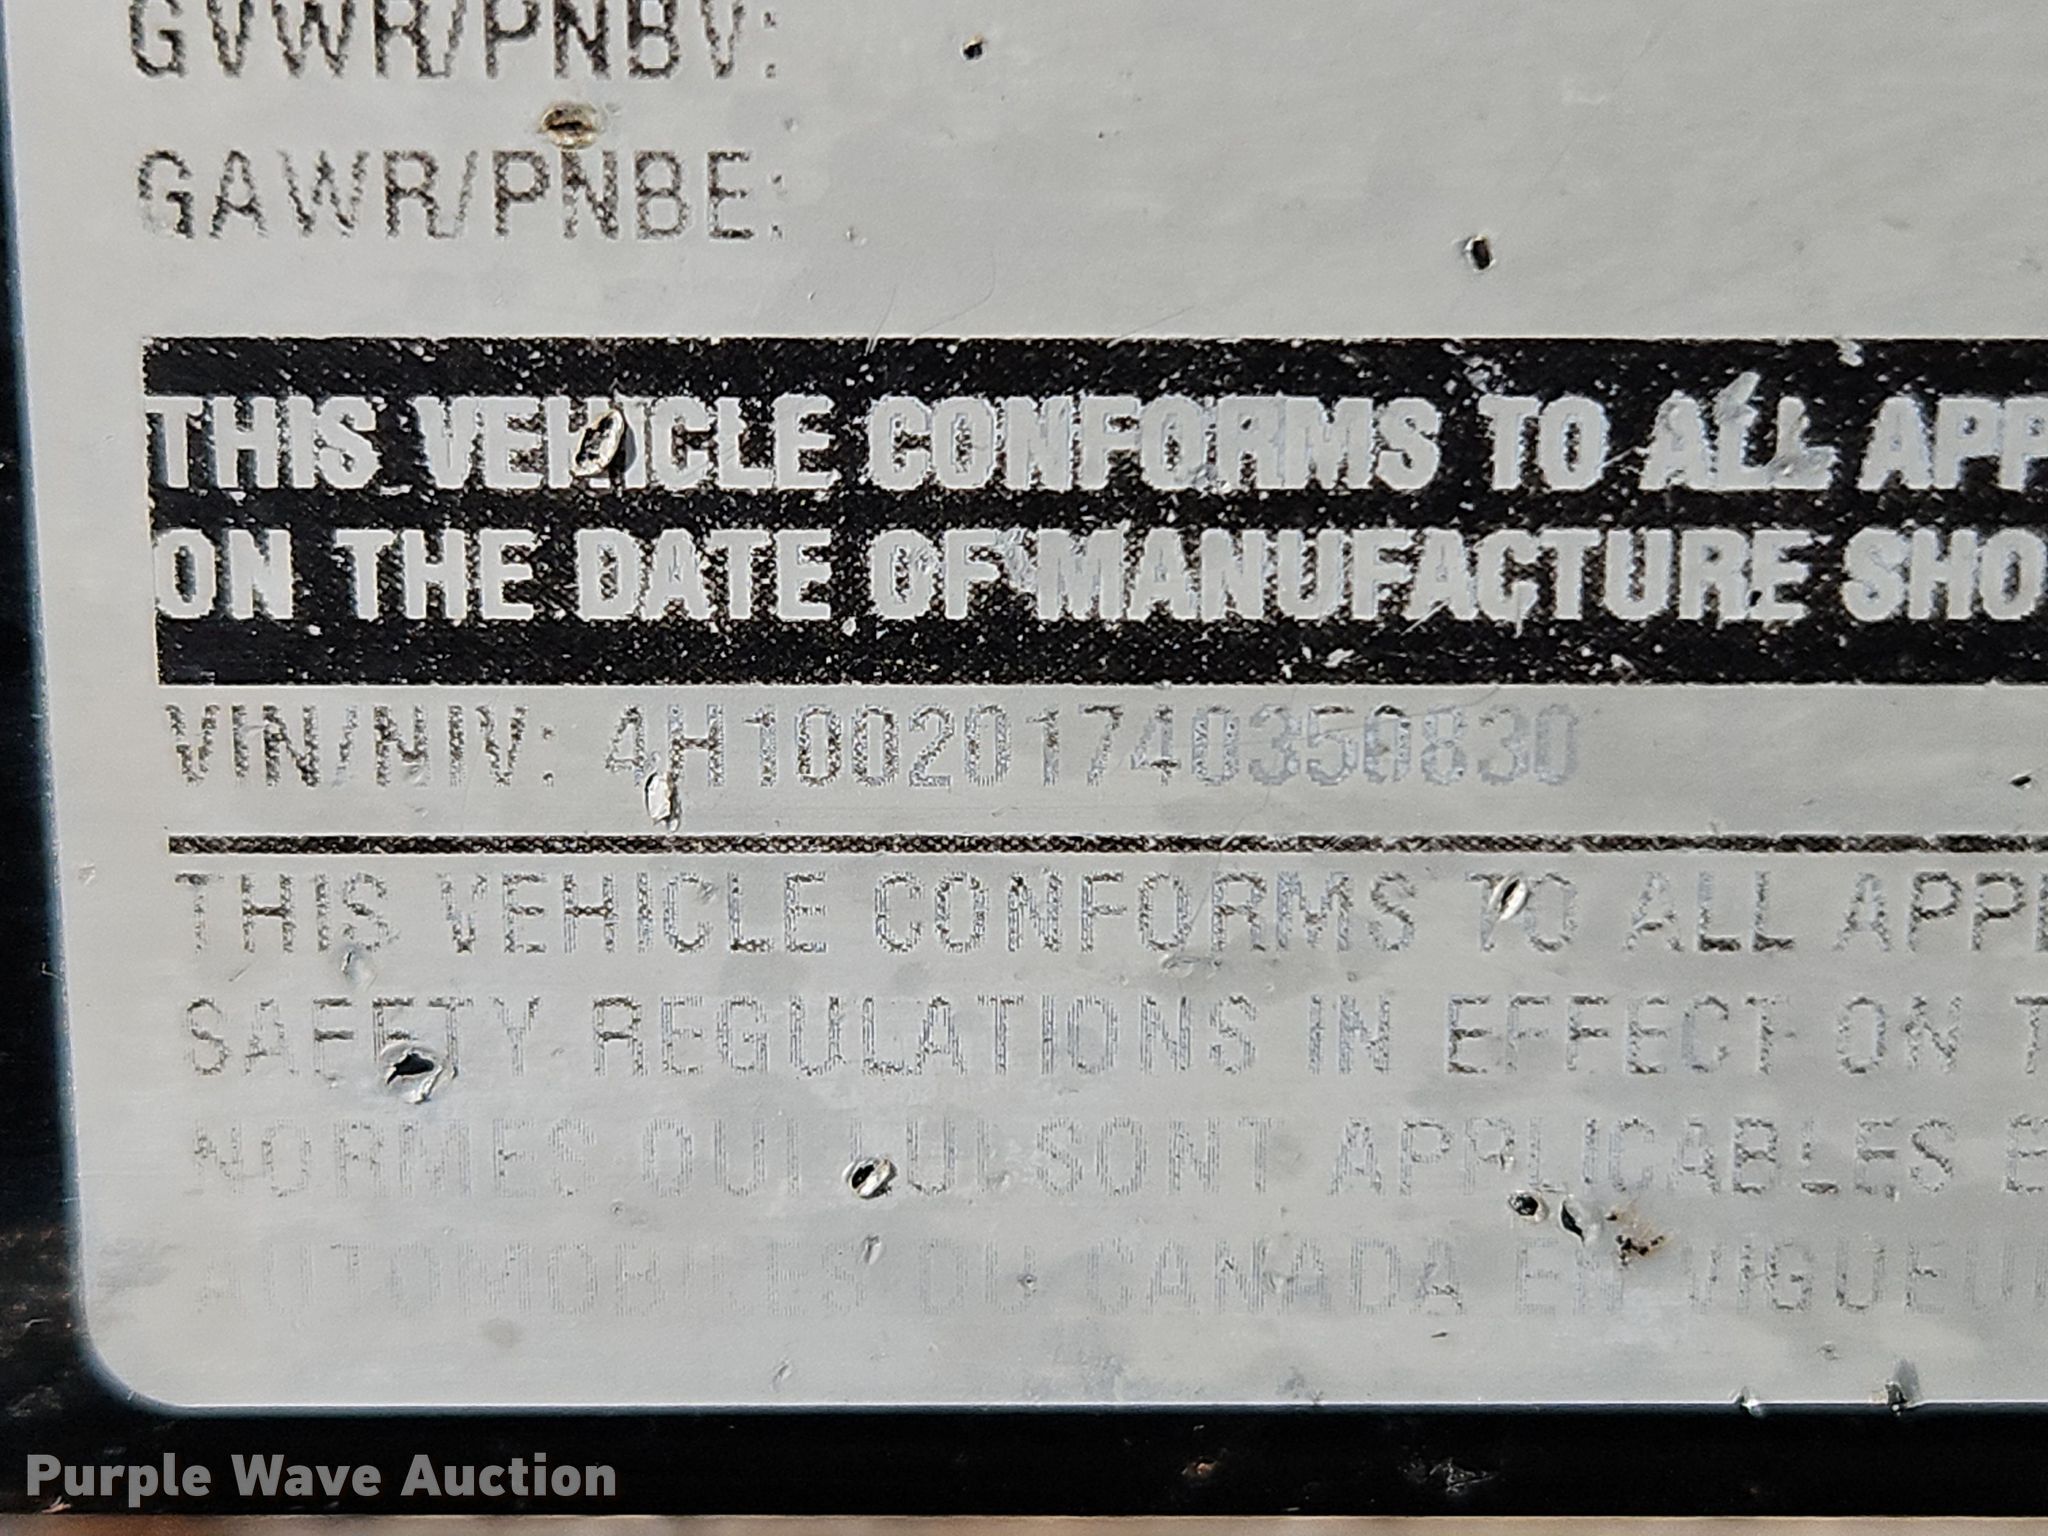 GVWR/PNBV:
GAWR/PNBE:
THIS VEHICLE CONFORMS TO ALL APP
ON THE DATE OF MANUFACTURE SHO
VIN/NIV: 4H100201740350830
THIS VEHICLE CONFORMS TO ALL APPL
SAFETY REGULATIONS IN EFFECT ON T
NORMES QUI LUI SONT APPLICABLES E
AUTOMOBILES DU CANADA EN VIGUEU
Purple Wave Auction